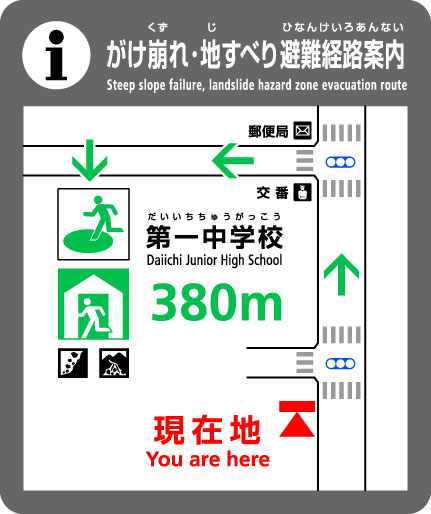 くず じ ひなんけいろあんない
がけ崩れ・地すべり避難経路案内
Steep slope failure, landslide hazard zone evacuation route
郵便局
交番
だいいちちゅうがっこう
第一中学校
Daiichi Junior High School
380m
現在地
You are here